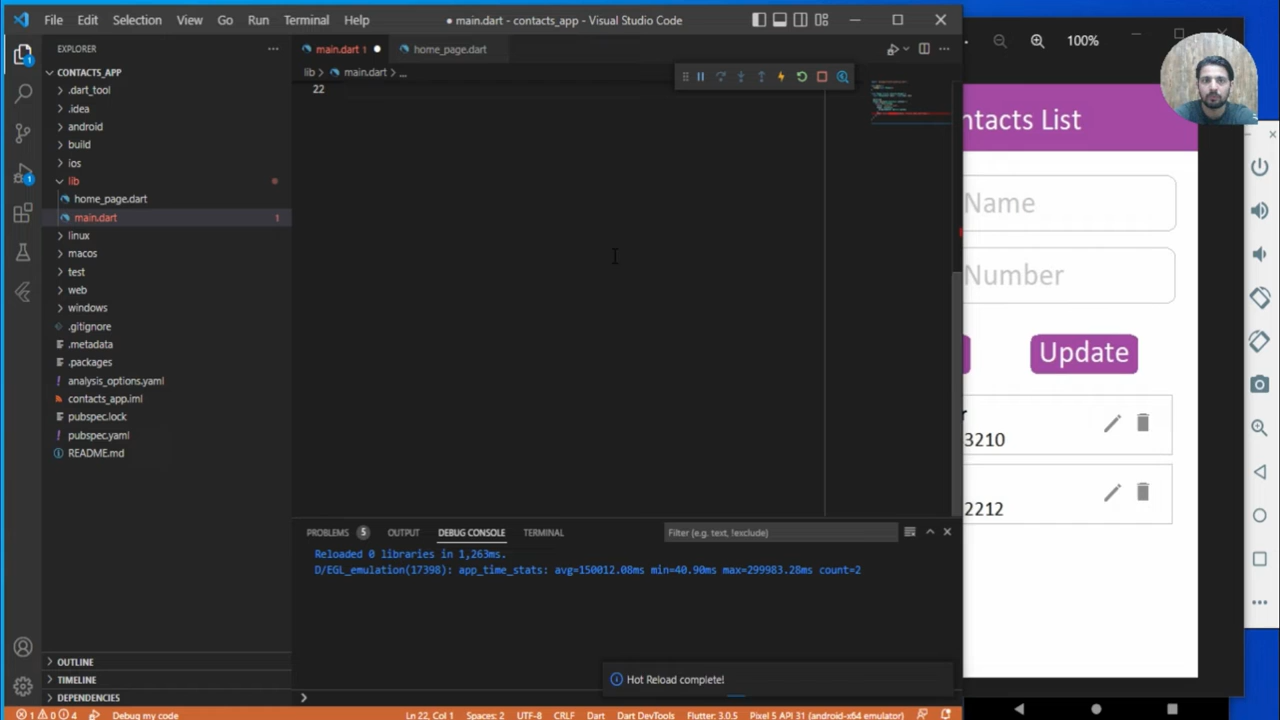 File Edit Selection View Go Run Terminal Help
● main.dart - contacts_app - Visual Studio Code
100%
EXPLORER
main.dart 1
home_page.dart
CONTACTS_APP
lib > main.dart > ...
.dart_tool
.idea
android
build
ios
lib
home_page.dart
main.dart 1
linux
macos
test
web
windows
.gitignore
.metadata
.packages
analysis_options.yaml
contacts_app.iml
pubspec.lock
pubspec.yaml
README.md
OUTLINE
TIMELINE
DEPENDENCIES
1
1
22
PROBLEMS 5 OUTPUT DEBUG CONSOLE TERMINAL
Filter (e.g. text, !exclude)
Reloaded 0 libraries in 1,263ms.
D/EGL_emulation(17398): app_time_stats: avg=150012.08ms min=40.90ms max=299983.28ms count=2
Hot Reload complete!
1 0 4 Debug my code
Ln 22, Col 1 Spaces: 2 UTF-8 CRLF Dart Dart DevTools Flutter: 3.0.5 Pixel 5 API 31 (android-x64 emulator)
ntacts List
Name
Number
Update
r
3210
2212